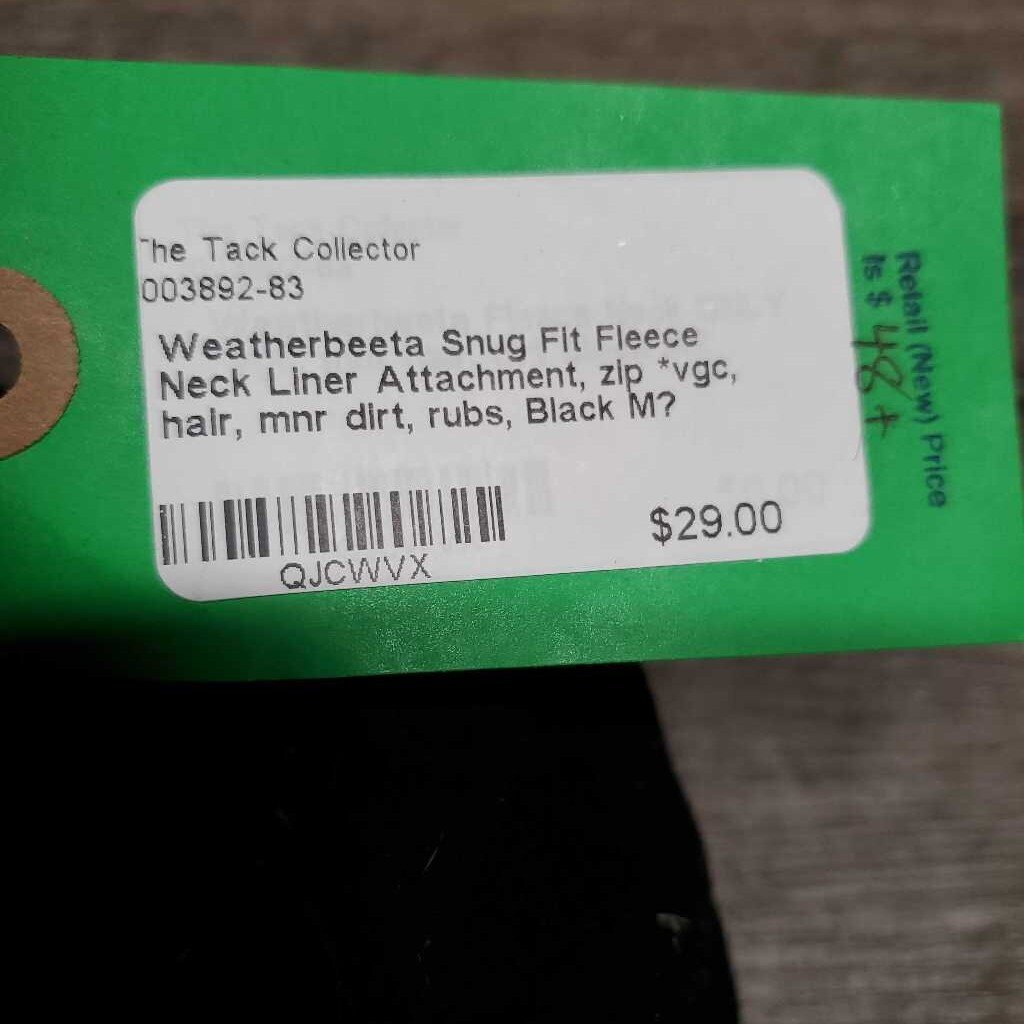 The Tack Collector
003892-83
Weatherbeeta Snug Fit Fleece
Neck Liner Attachment, zip *vgc,
hair, mnr dirt, rubs, Black M?
$29.00
QJCWVX
Retail (New) Price
Is $ 48+